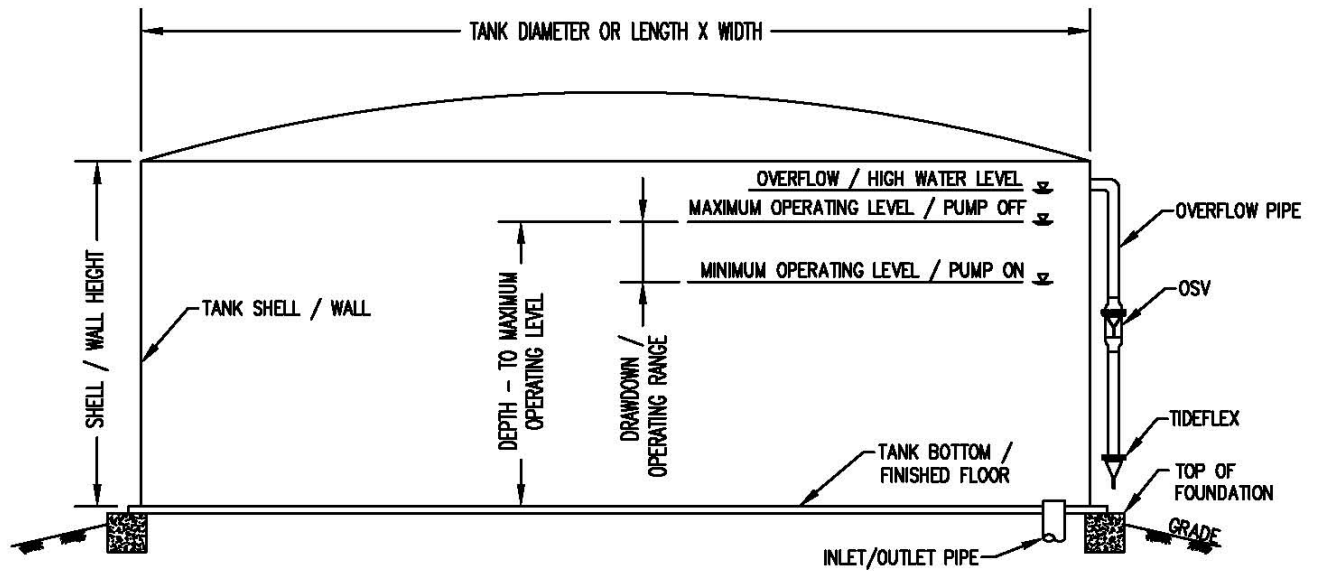 TANK DIAMETER OR LENGTH X WIDTH
OVERFLOW / HIGH WATER LEVEL
MAXIMUM OPERATING LEVEL / PUMP OFF
MINIMUM OPERATING LEVEL / PUMP ON
OVERFLOW PIPE
OSV
TANK SHELL / WALL
SHELL / WALL HEIGHT
DEPTH - TO MAXIMUM
OPERATING LEVEL
DRAWDOWN /
OPERATING RANGE
TIDEFLEX
TANK BOTTOM /
FINISHED FLOOR
TOP OF
FOUNDATION
GRADE
INLET/OUTLET PIPE